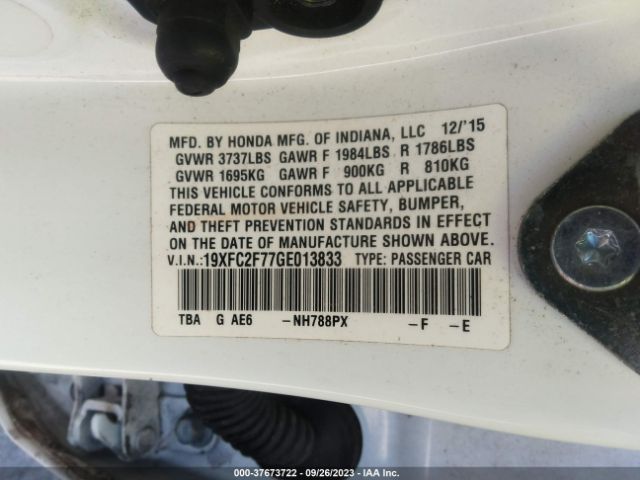 MFD. BY HONDA MFG. OF INDIANA, LLC 12/'15
GVWR 3737LBS GAWR F 1984LBS R 1786LBS
GVWR 1695KG GAWR F 900KG R 810KG
THIS VEHICLE CONFORMS TO ALL APPLICABLE
FEDERAL MOTOR VEHICLE SAFETY, BUMPER,
AND THEFT PREVENTION STANDARDS IN EFFECT
ON THE DATE OF MANUFACTURE SHOWN ABOVE.
V.I.N.: 19XFC2F77GE013833 TYPE: PASSENGER CAR
TBA G AE6 -NH788PX -F -E
000-37673722 - 09/26/2023 - IAA Inc.